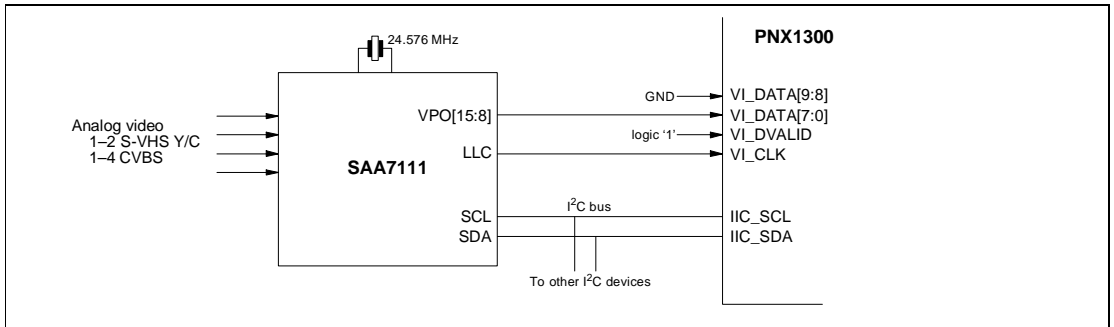 24.576 MHz
PNX1300
Analog video
1–2 S-VHS Y/C
1–4 CVBS
SAA7111
VPO[15:8]
LLC
SCL
SDA
GND
logic ‘1’
I²C bus
To other I²C devices
VI_DATA[9:8]
VI_DATA[7:0]
VI_DVALID
VI_CLK
IIC_SCL
IIC_SDA